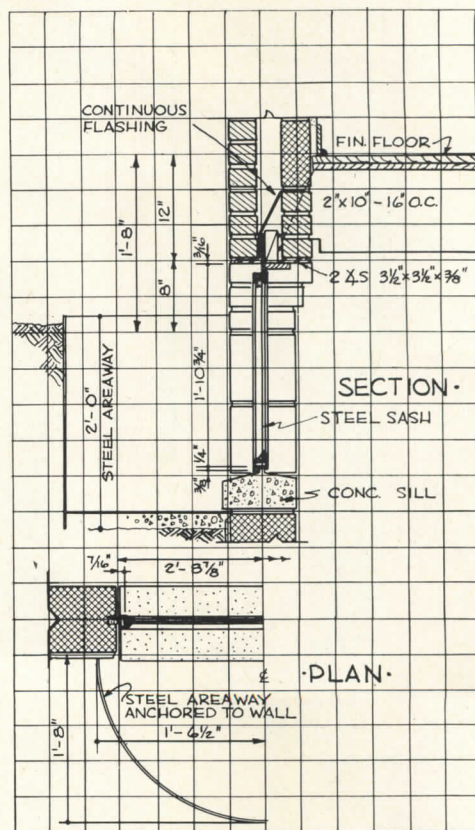 CONTINUOUS
FLASHING
FIN. FLOOR
12"
1'-8"
2"x10"-16" O.C.
3/16"
8"
2 ∡S 3½"x3½"x⅜"
2'-0"
STEEL AREAWAY
1'-10¾"
SECTION·
STEEL SASH
¼"
⅜"
CONC. SILL
7/16"
2'-8⅞"
℄
·PLAN·
STEEL AREAWAY
ANCHORED TO WALL
1'-6½"
1'-8"